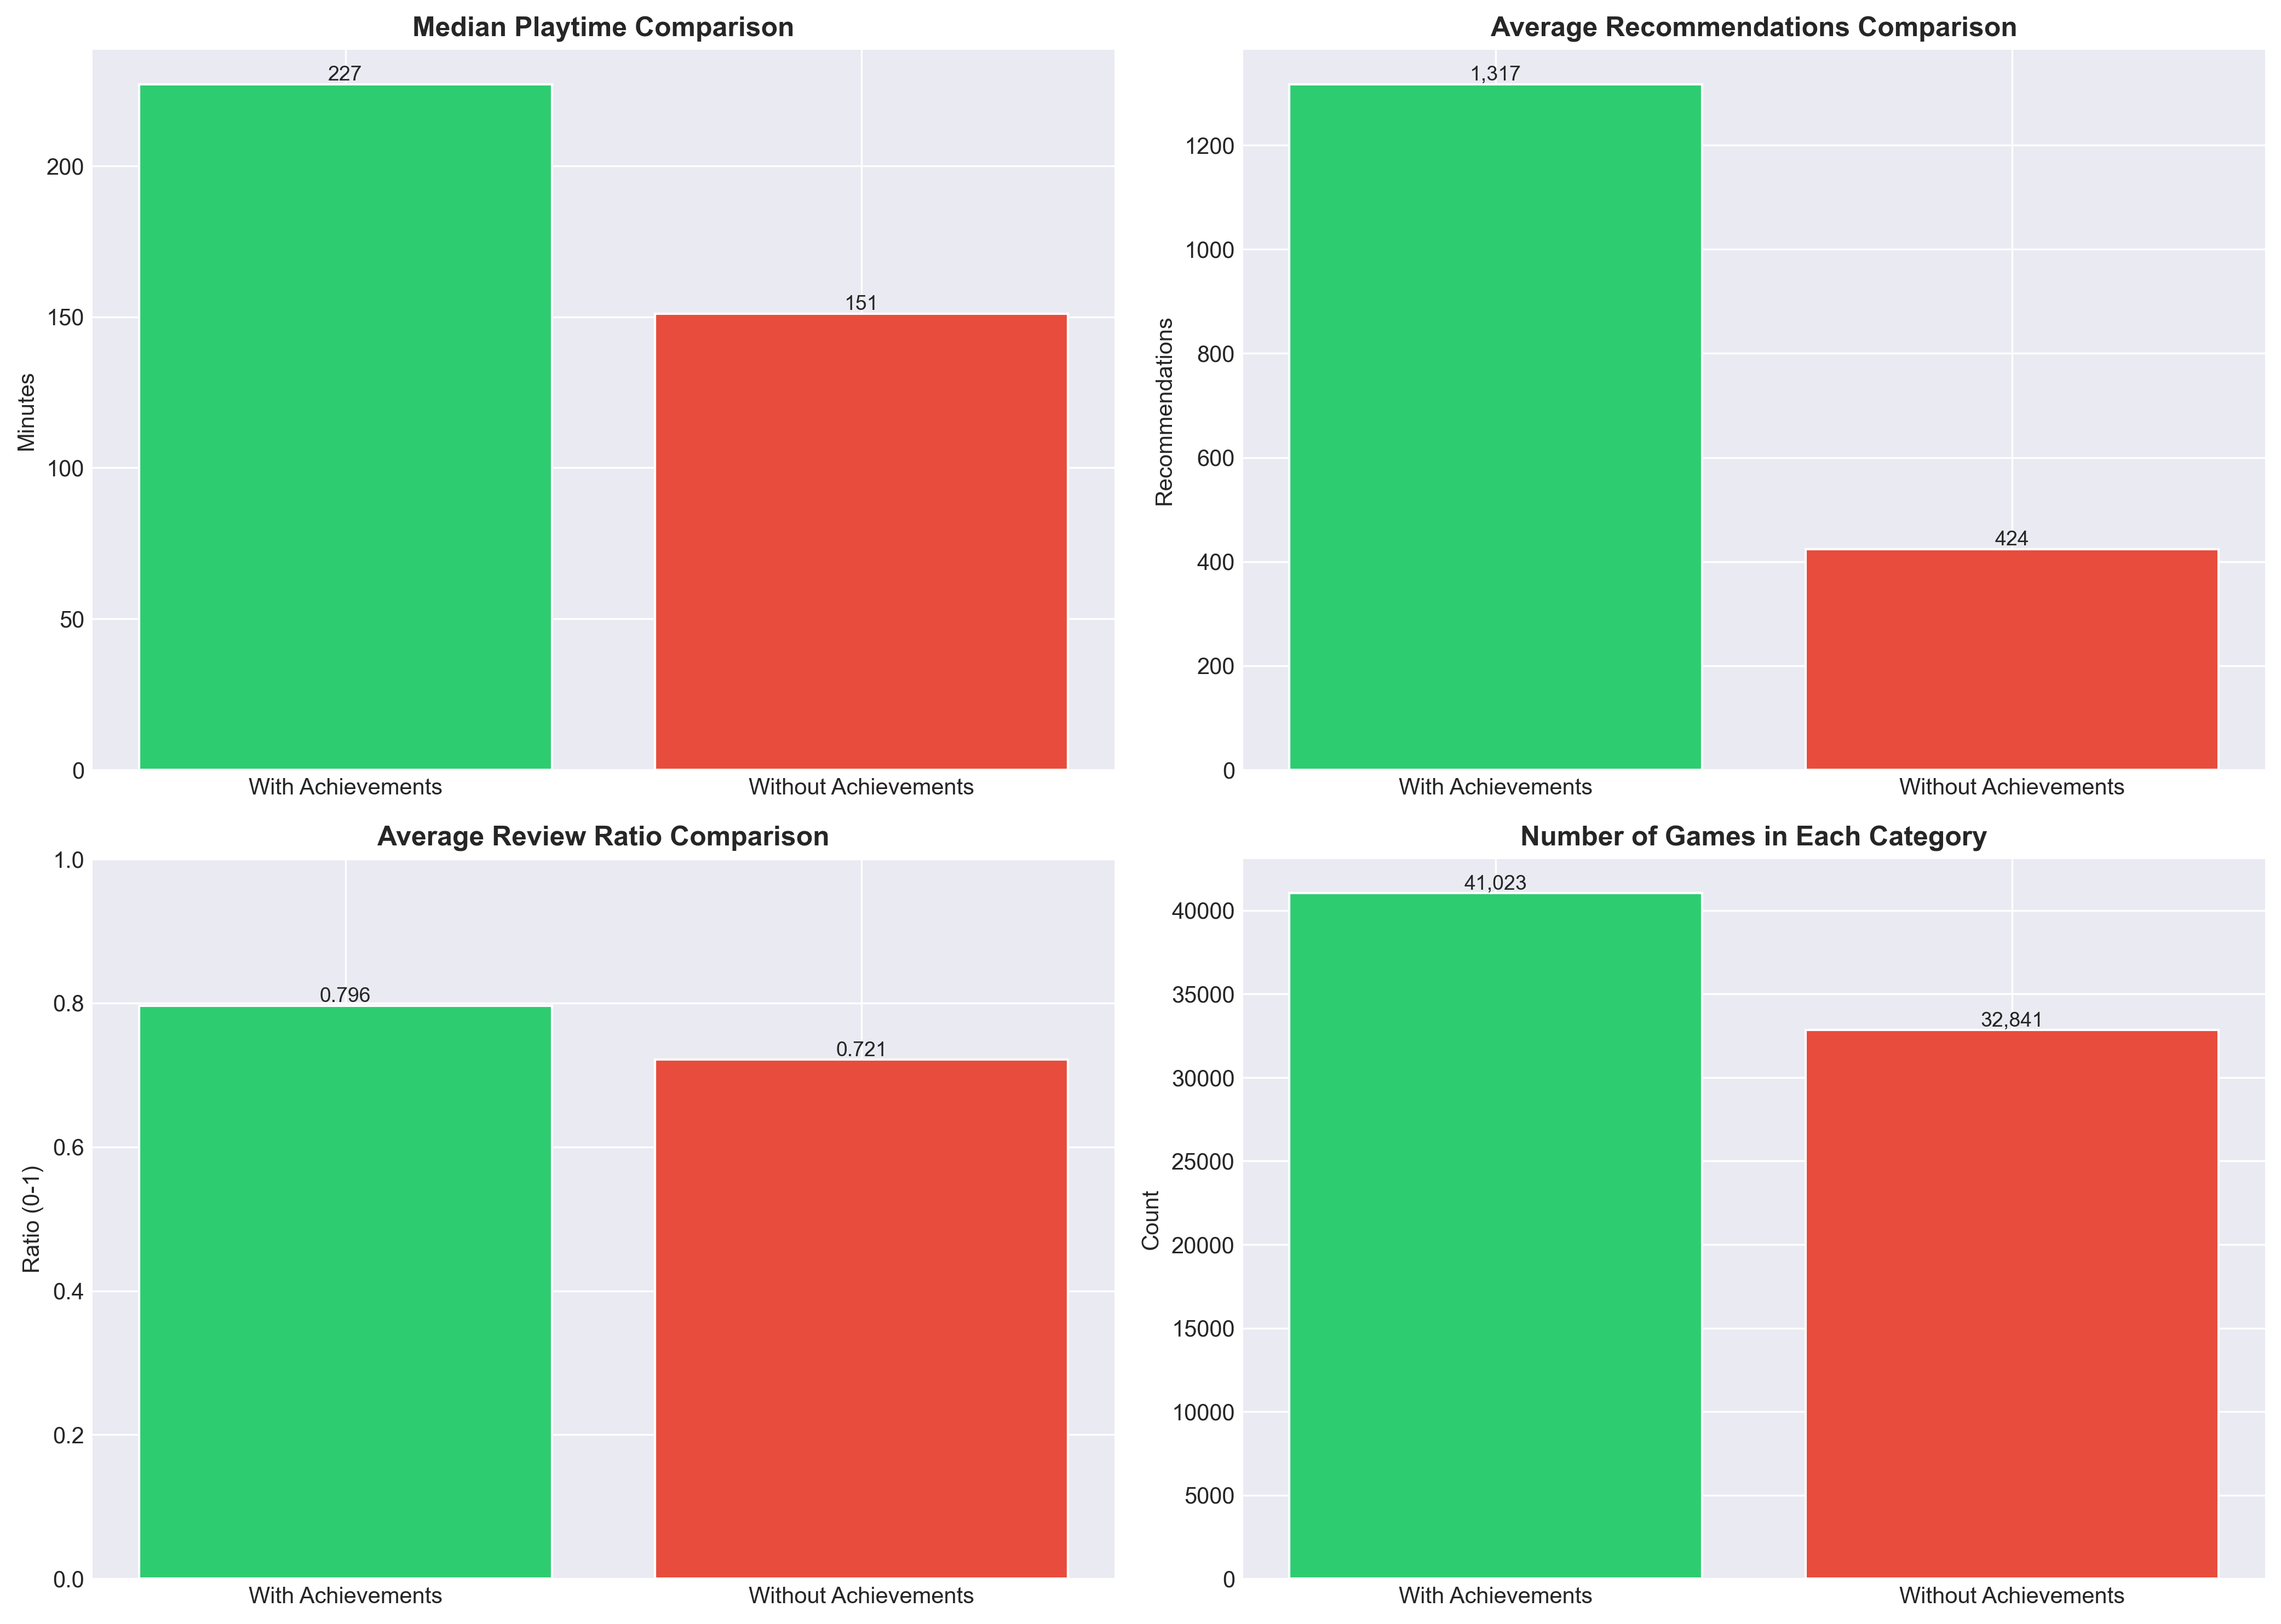 Median Playtime Comparison
227
151
200
150
100
50
0
Minutes
With Achievements
Without Achievements
Average Recommendations Comparison
1,317
424
1200
1000
800
600
400
200
0
Recommendations
With Achievements
Without Achievements
Average Review Ratio Comparison
0.796
0.721
1.0
0.8
0.6
0.4
0.2
0.0
Ratio (0-1)
With Achievements
Without Achievements
Number of Games in Each Category
41,023
32,841
40000
35000
30000
25000
20000
15000
10000
5000
0
Count
With Achievements
Without Achievements